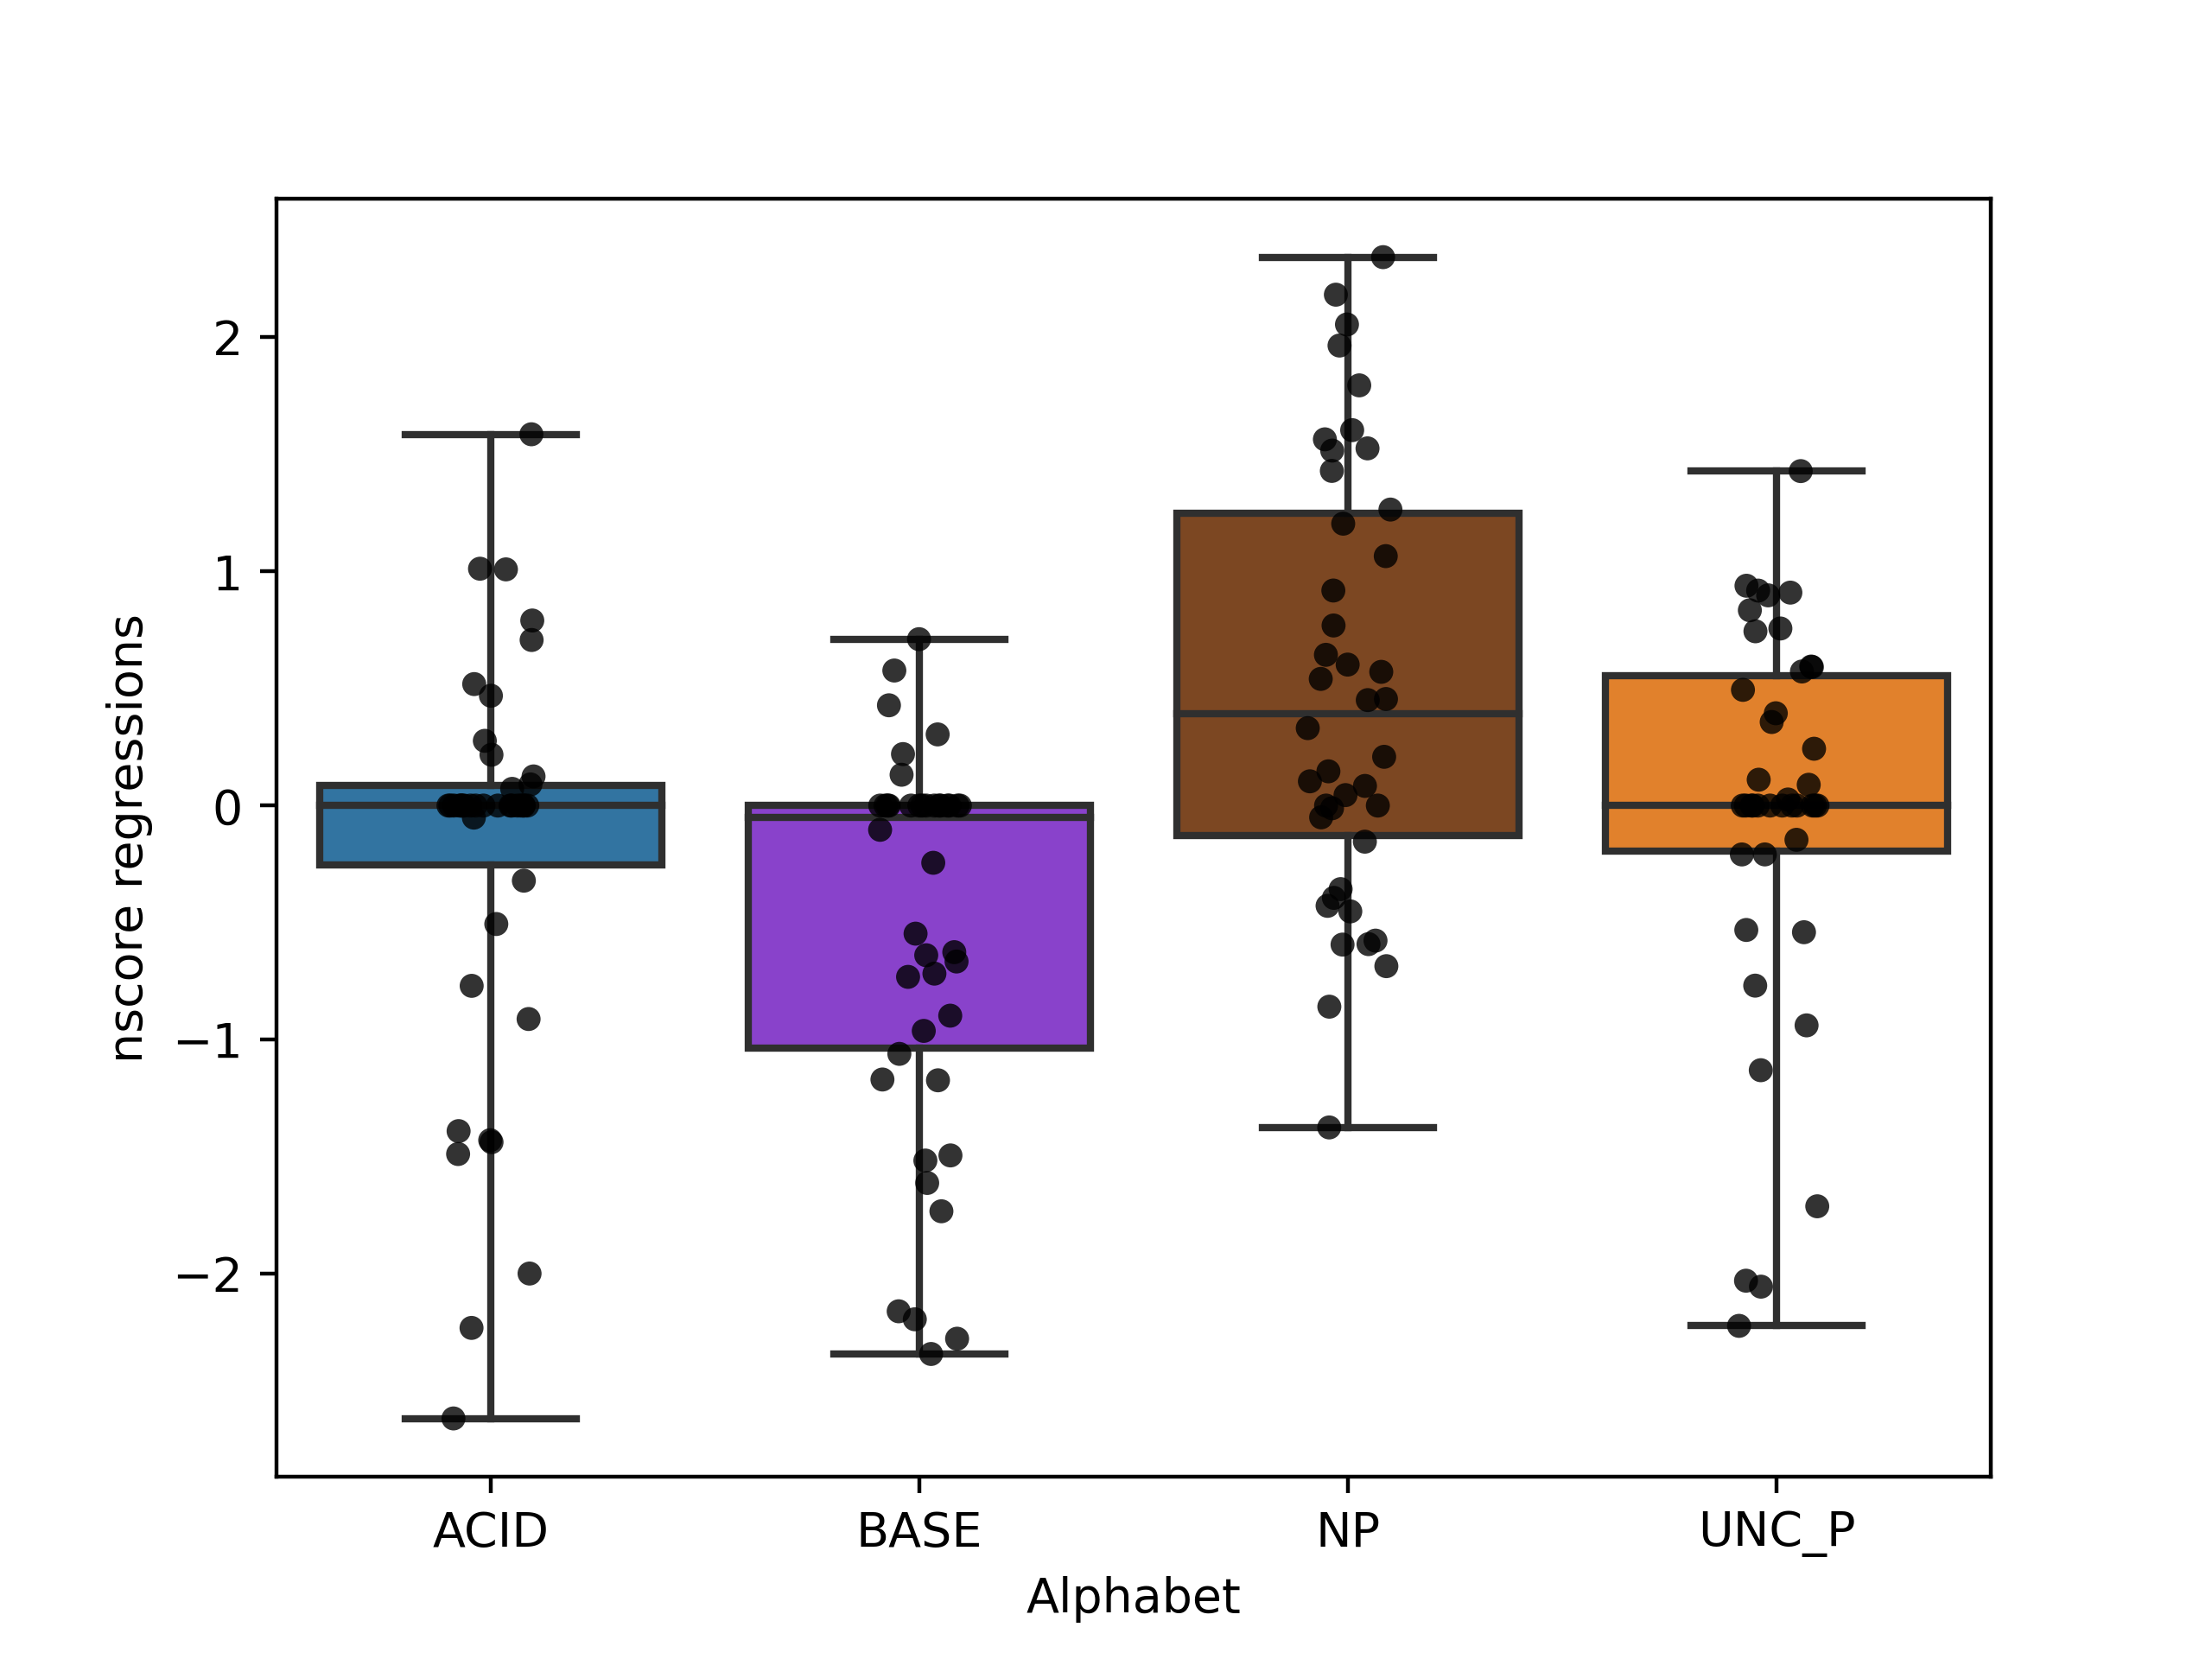 nscore regressions
2
1
0
−1
−2
ACID BASE NP UNC_P
Alphabet